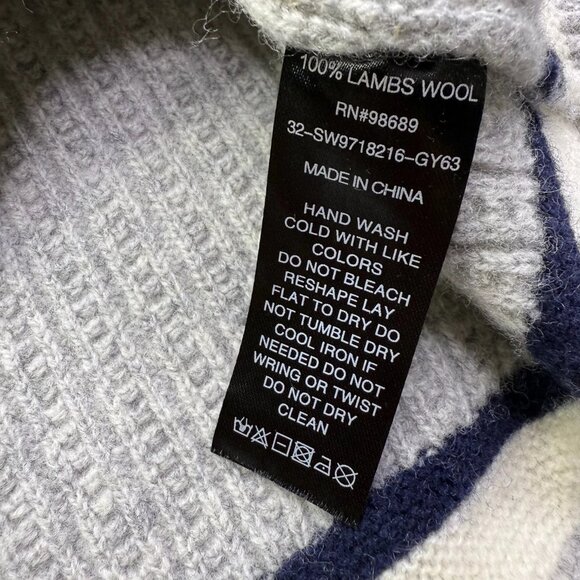 100% LAMBS WOOL
RN#98689
32-SW9718216-GY63
MADE IN CHINA
HAND WASH
COLD WITH LIKE
COLORS
DO NOT BLEACH
RESHAPE LAY
FLAT TO DRY DO
NOT TUMBLE DRY
COOL IRON IF
NEEDED DO NOT
WRING OR TWIST
DO NOT DRY
CLEAN